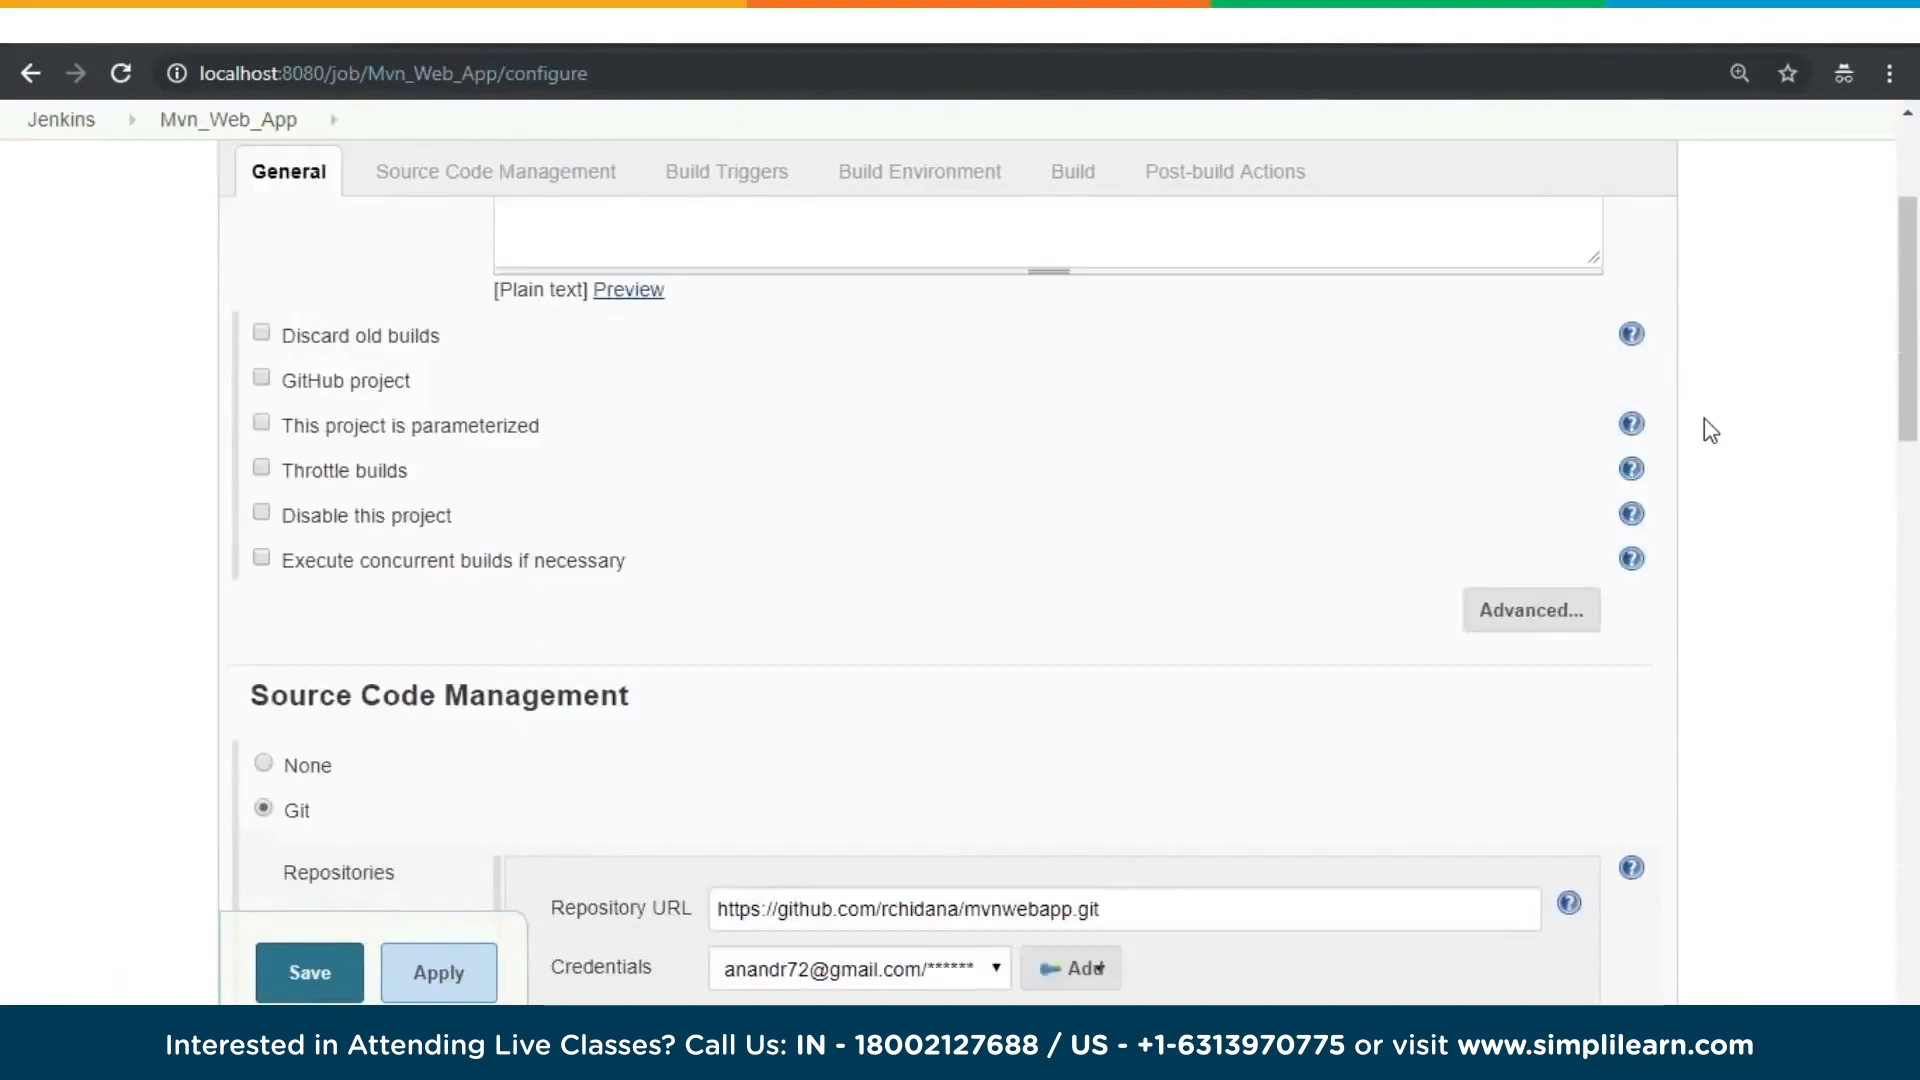 localhost:8080/job/Mvn_Web_App/configure
Jenkins Mvn_Web_App
General Source Code Management Build Triggers Build Environment Build Post-build Actions
[Plain text] Preview
Discard old builds
GitHub project
This project is parameterized
Throttle builds
Disable this project
Execute concurrent builds if necessary
Advanced...
Source Code Management
None
Git
Repositories
Repository URL https://github.com/rchidana/mvnwebapp.git
Credentials anandr72@gmail.com/****** Add
Save Apply
Interested in Attending Live Classes? Call Us: IN - 18002127688 / US - +1-6313970775 or visit www.simplilearn.com